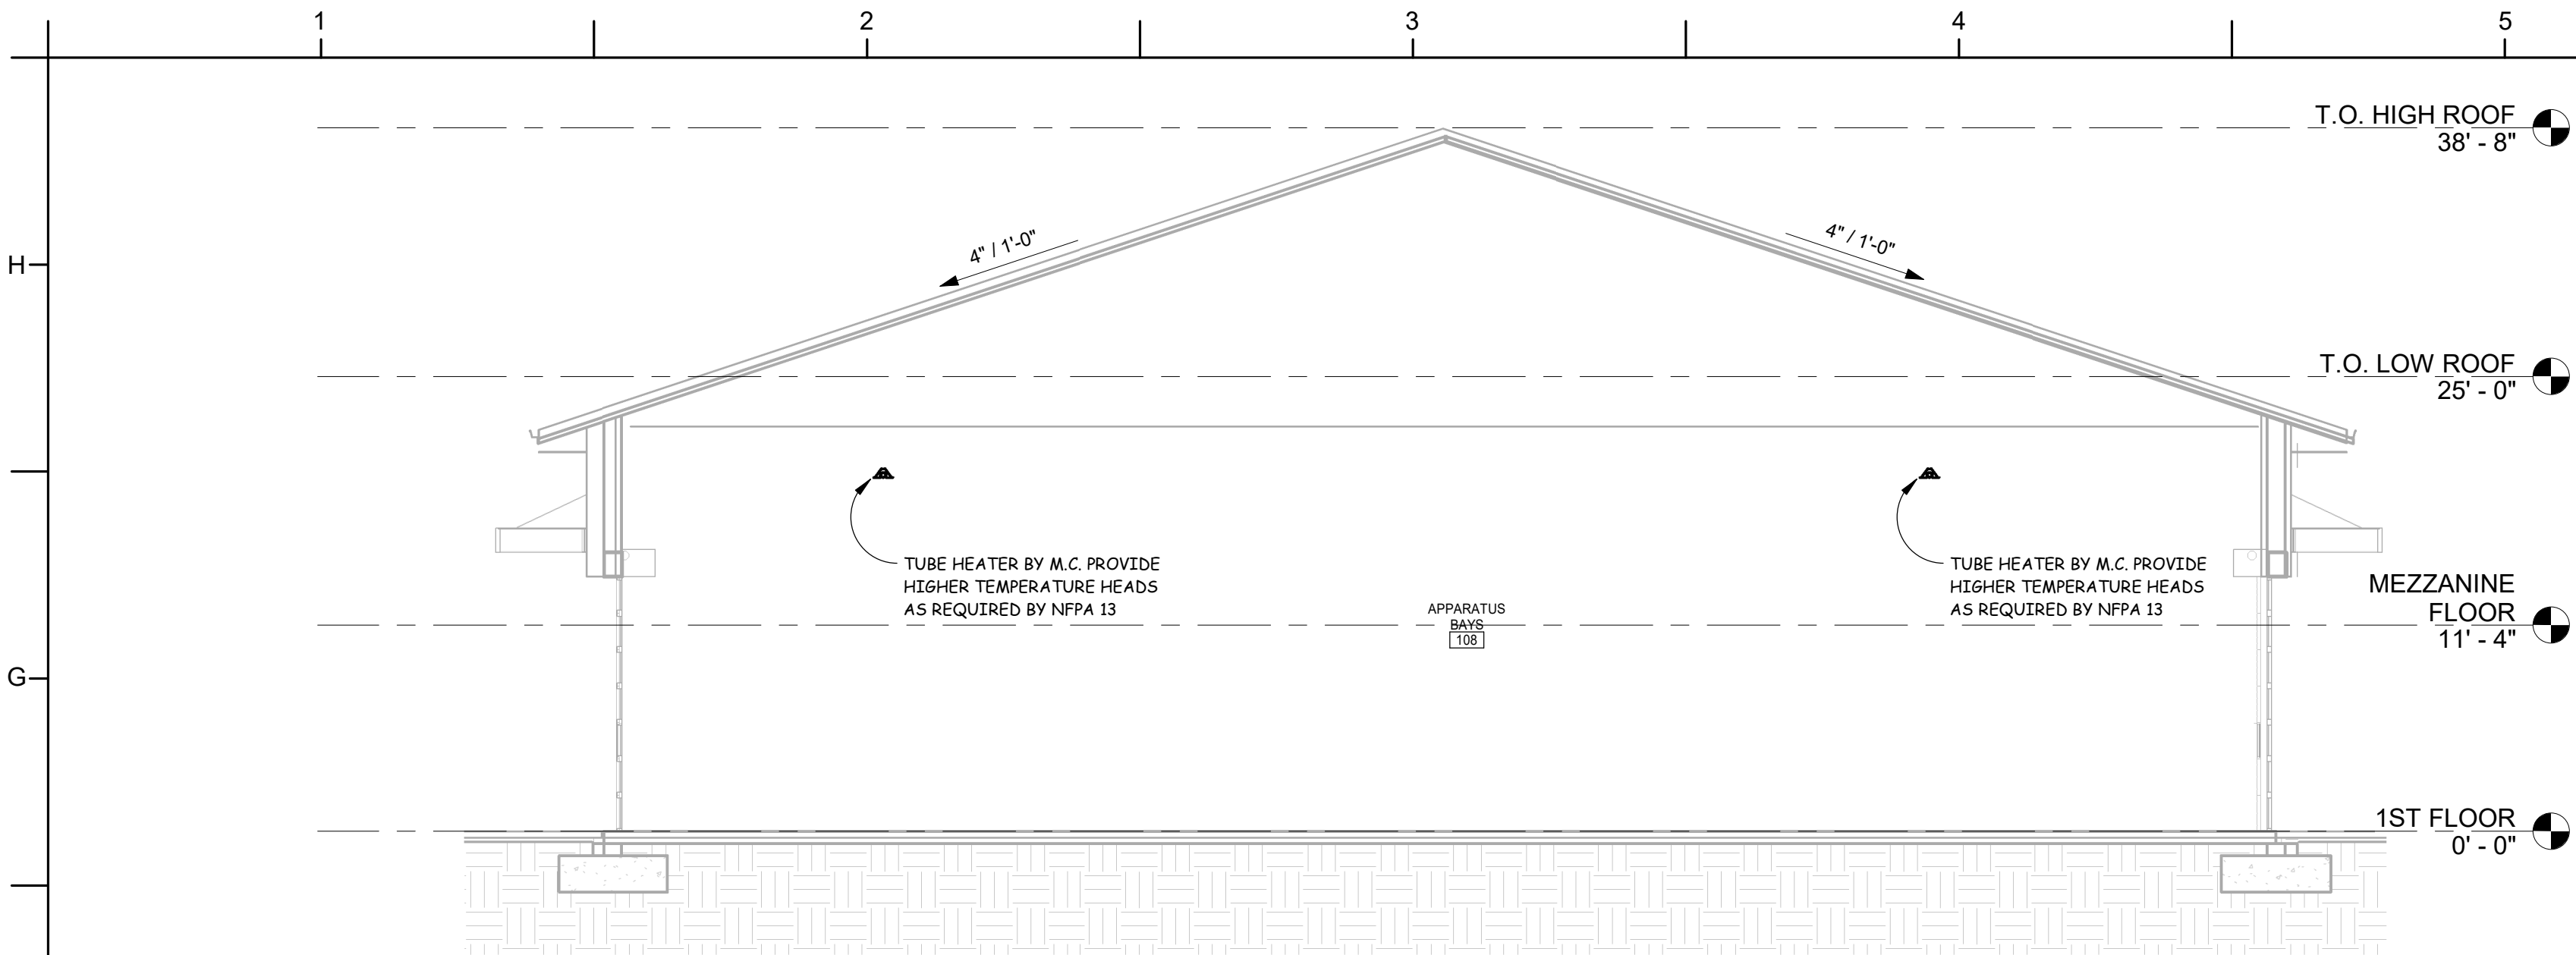 1 2 3 4 5
T.O. HIGH ROOF
38' - 8"
4" / 1'-0"
4" / 1'-0"
H
T.O. LOW ROOF
25' - 0"
TUBE HEATER BY M.C. PROVIDE
HIGHER TEMPERATURE HEADS
AS REQUIRED BY NFPA 13
TUBE HEATER BY M.C. PROVIDE
HIGHER TEMPERATURE HEADS
AS REQUIRED BY NFPA 13
APPARATUS
BAYS
108
MEZZANINE
FLOOR
11' - 4"
G
1ST FLOOR
0' - 0"